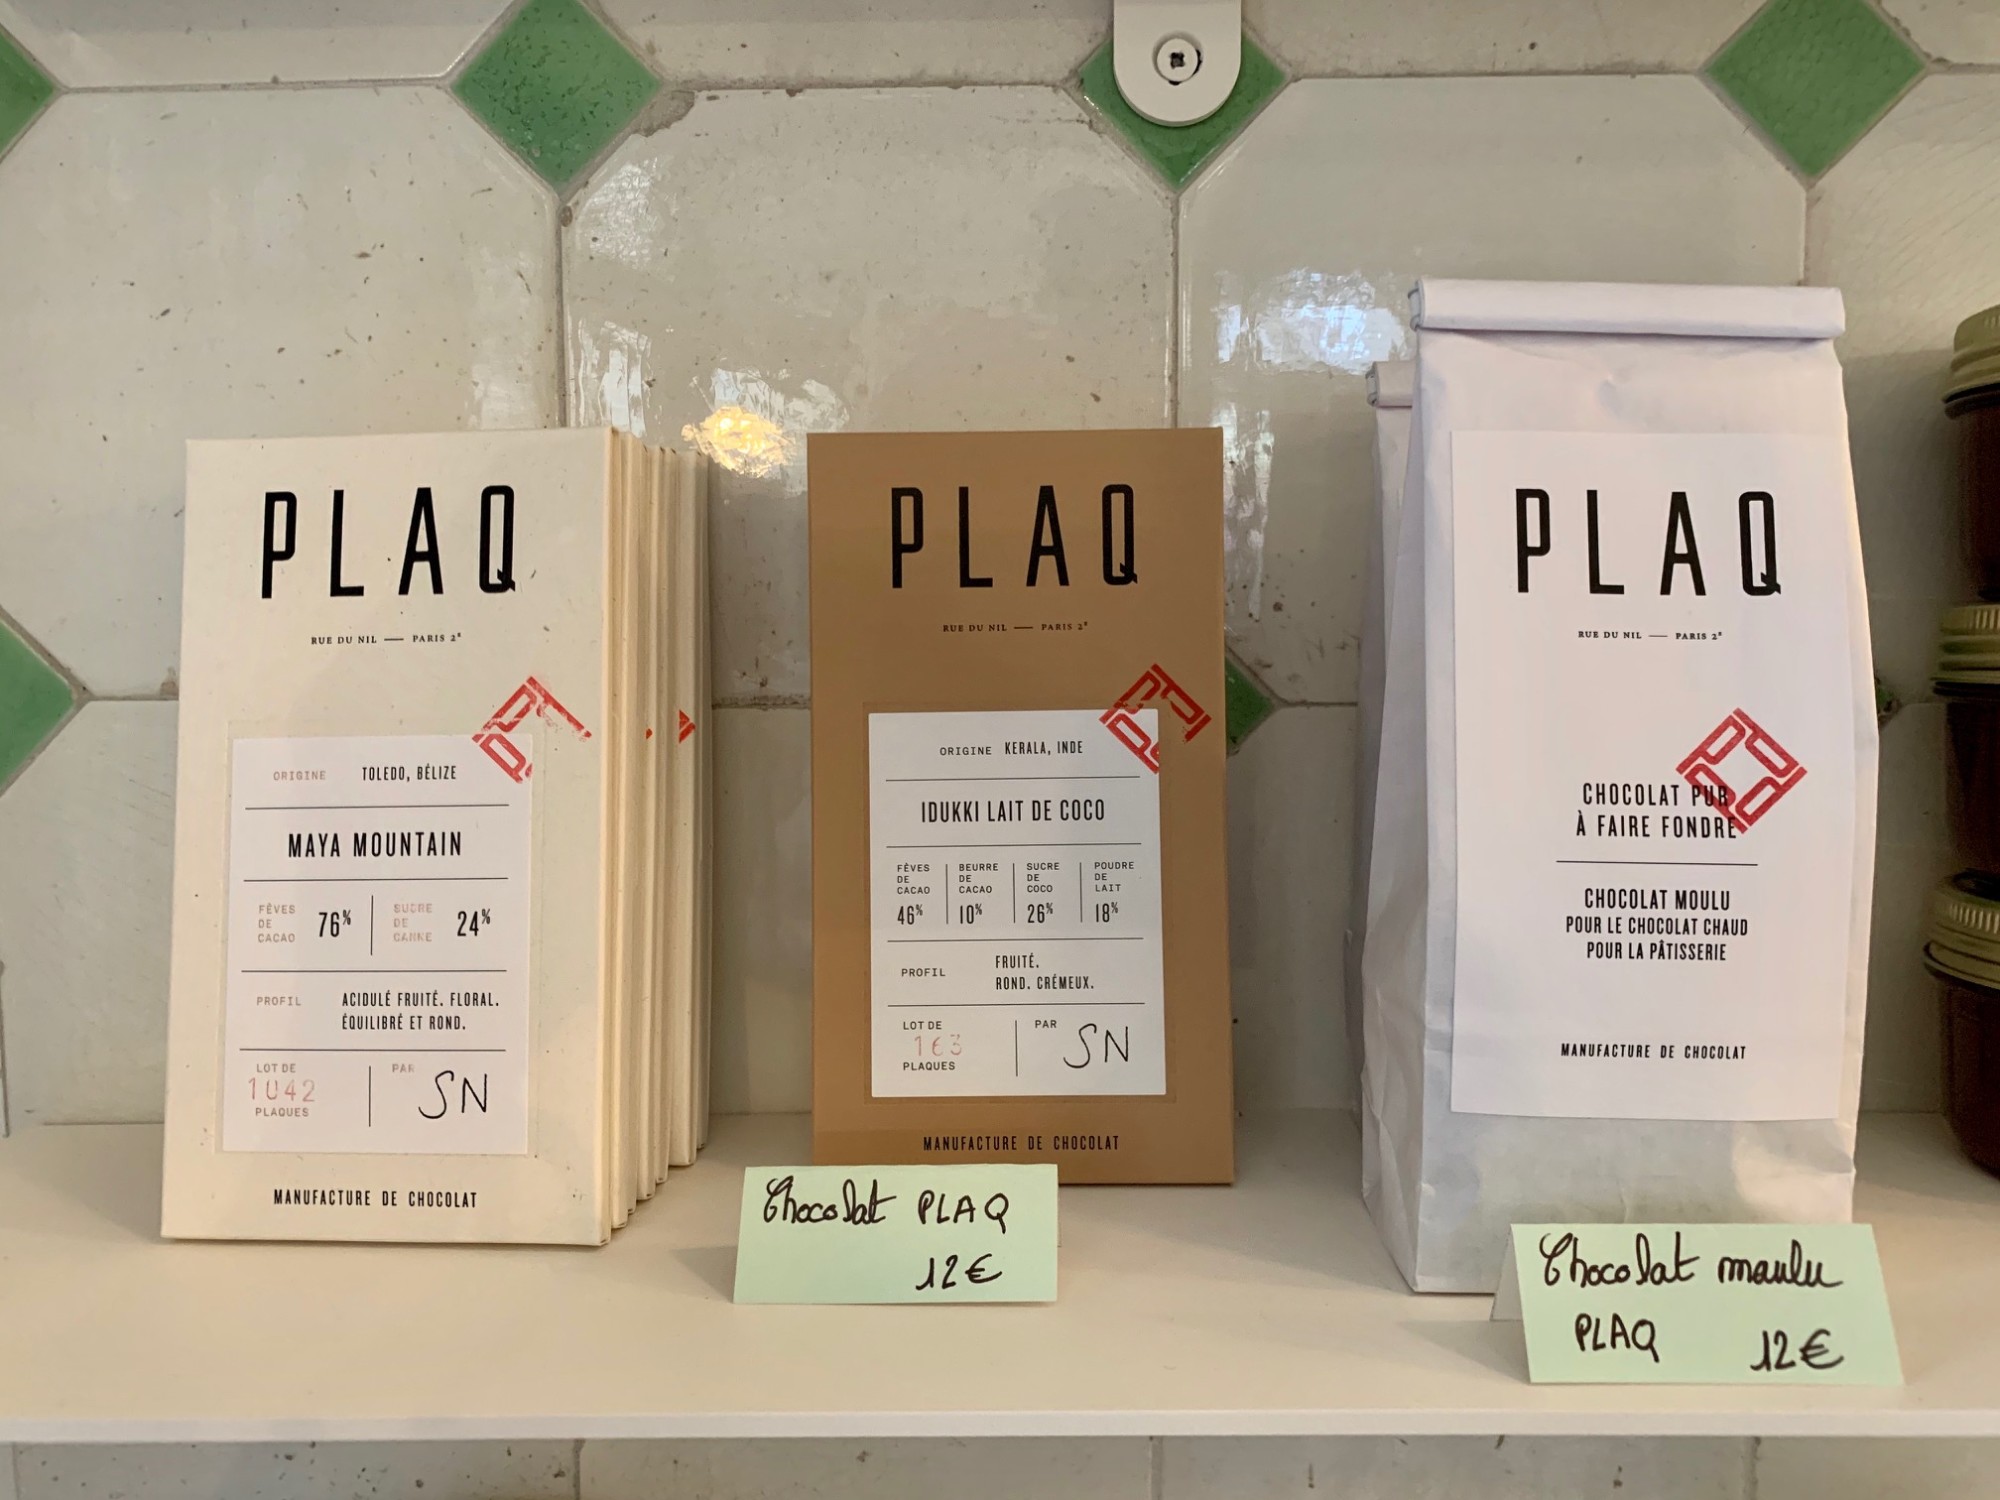 PLAQ
RUE DU NIL — PARIS 2E
ORIGINE TOLEDO, BÉLIZE
MAYA MOUNTAIN
FÈVES DE CACAO 76%
SUCRE DE CANNE 24%
PROFIL ACIDULÉ FRUITÉ. FLORAL.
ÉQUILIBRÉ ET ROND.
LOT DE
1042
PLAQUES
PAR SN
MANUFACTURE DE CHOCOLAT
PLAQ
RUE DU NIL — PARIS 2E
ORIGINE KERALA, INDE
IDUKKI LAIT DE COCO
FÈVES DE CACAO 46%
BEURRE DE CACAO 10%
SUCRE DE COCO 26%
POUDRE DE LAIT 18%
PROFIL FRUITÉ.
ROND. CRÉMEUX.
LOT DE
163
PLAQUES
PAR SN
MANUFACTURE DE CHOCOLAT
Chocolat PLAQ
12€
PLAQ
RUE DU NIL — PARIS 2E
CHOCOLAT PUR
À FAIRE FONDRE
CHOCOLAT MOULU
POUR LE CHOCOLAT CHAUD
POUR LA PÂTISSERIE
MANUFACTURE DE CHOCOLAT
Chocolat moulu
PLAQ 12€